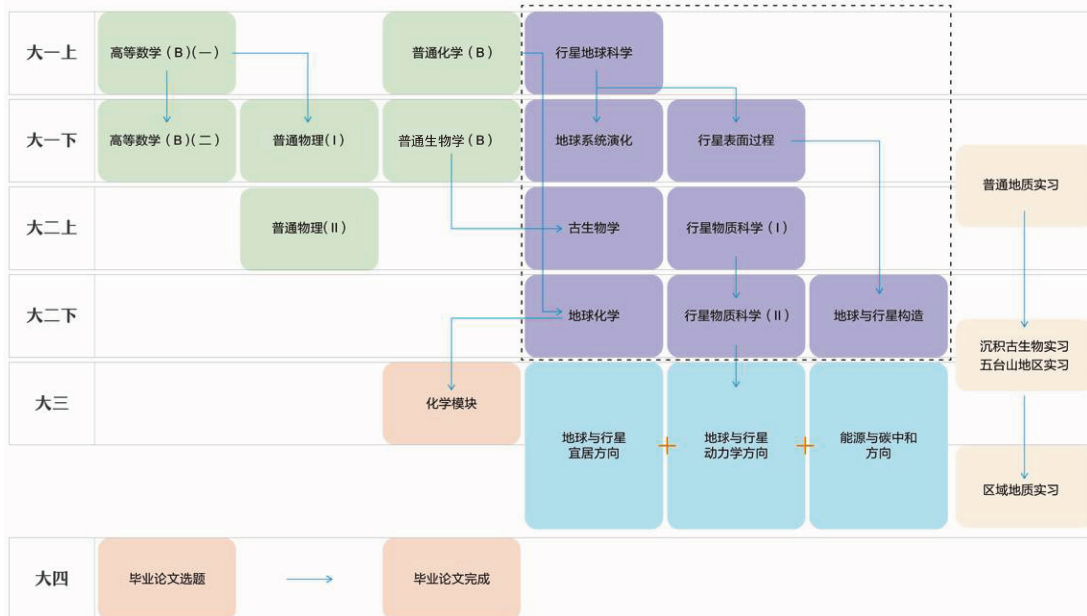 大一上
高等数学(B)(一)
普通化学(B)
行星地球科学
大一下
高等数学(B)(二)
普通物理(I)
普通生物学(B)
地球系统演化
行星表面过程
普通地质实习
大二上
普通物理(II)
古生物学
行星物质科学(I)
大二下
地球化学
行星物质科学(II)
地球与行星构造
沉积古生物实习
五台山地区实习
大三
化学模块
地球与行星
宜居方向
+
地球与行星
动力学方向
+
能源与碳中和
方向
区域地质实习
大四
毕业论文选题
毕业论文完成